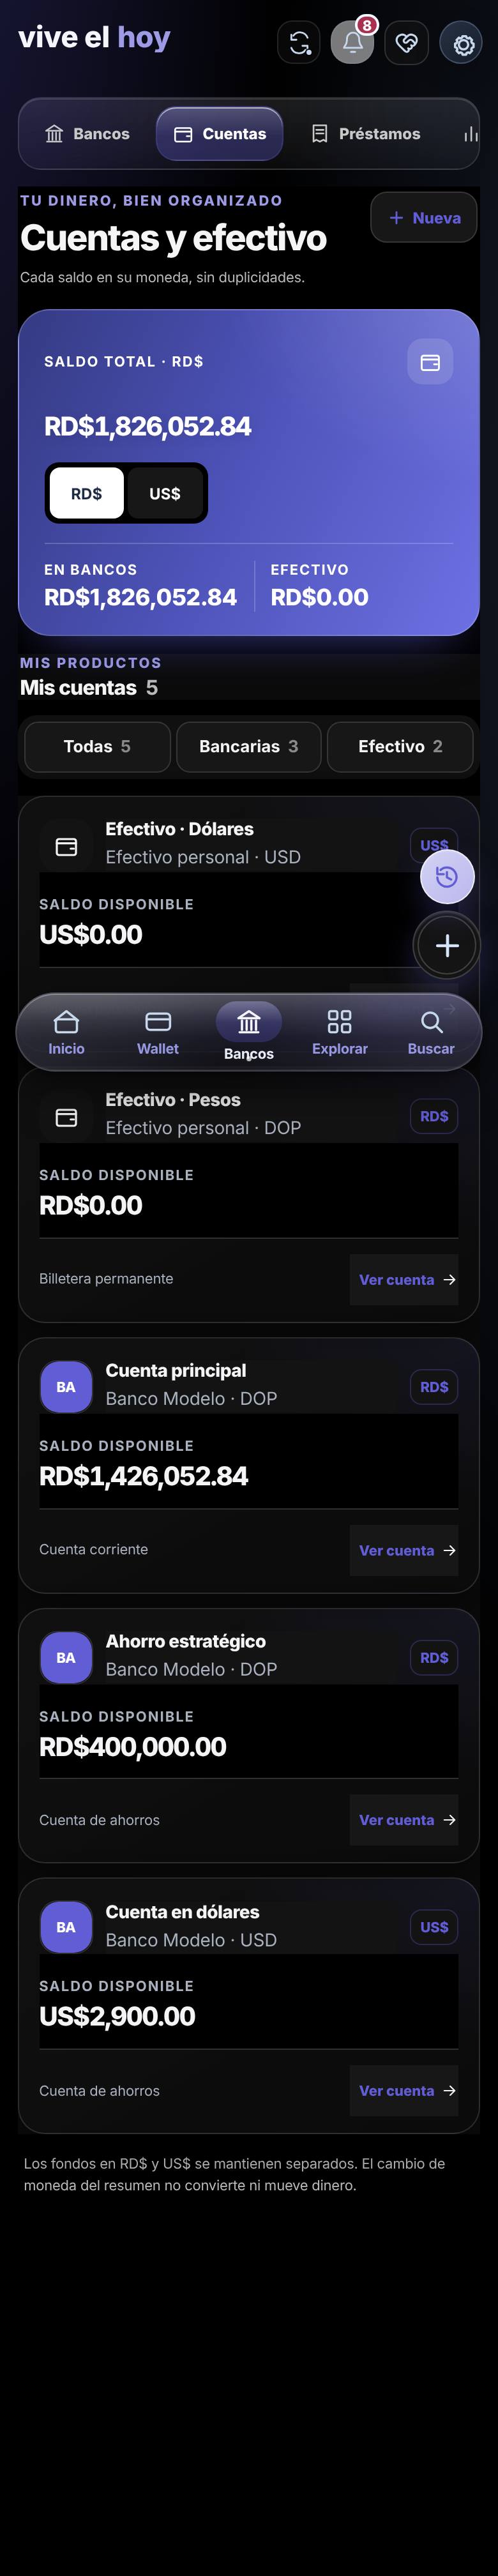 vive el hoy
8
Bancos
Cuentas
Préstamos
TU DINERO, BIEN ORGANIZADO
Cuentas y efectivo
+ Nueva
Cada saldo en su moneda, sin duplicidades.
SALDO TOTAL · RD$
RD$1,826,052.84
RD$
US$
EN BANCOS
EFECTIVO
RD$1,826,052.84
RD$0.00
MIS PRODUCTOS
Mis cuentas 5
Todas 5
Bancarias 3
Efectivo 2
Efectivo · Dólares
US$
Efectivo personal · USD
SALDO DISPONIBLE
US$0.00
Inicio
Wallet
Bancos
Explorar
Buscar
Efectivo · Pesos
Efectivo personal · DOP
RD$
SALDO DISPONIBLE
RD$0.00
Billetera permanente
Ver cuenta →
BA
Cuenta principal
Banco Modelo · DOP
RD$
SALDO DISPONIBLE
RD$1,426,052.84
Cuenta corriente
Ver cuenta →
BA
Ahorro estratégico
Banco Modelo · DOP
RD$
SALDO DISPONIBLE
RD$400,000.00
Cuenta de ahorros
Ver cuenta →
BA
Cuenta en dólares
Banco Modelo · USD
US$
SALDO DISPONIBLE
US$2,900.00
Cuenta de ahorros
Ver cuenta →
Los fondos en RD$ y US$ se mantienen separados. El cambio de
moneda del resumen no convierte ni mueve dinero.